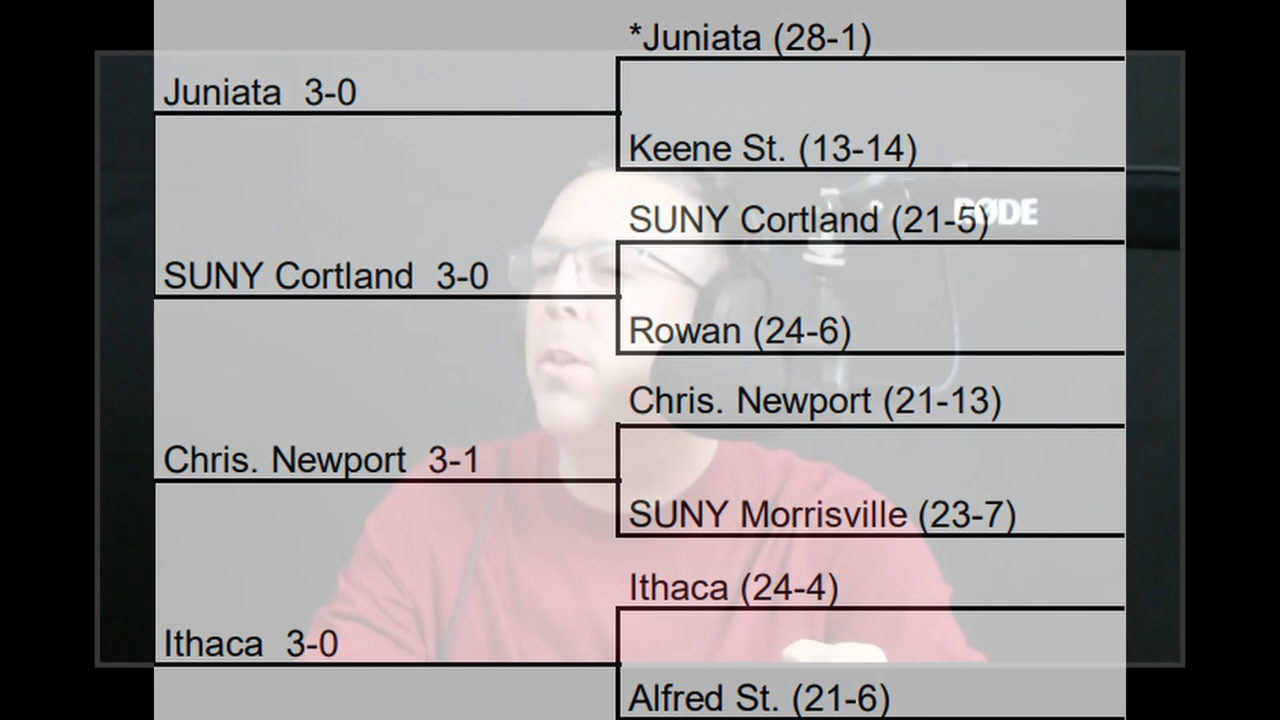 *Juniata (28-1)
Juniata 3-0
Keene St. (13-14)
SUNY Cortland (21-5)
RØDE
SUNY Cortland 3-0
Rowan (24-6)
Chris. Newport (21-13)
Chris. Newport 3-1
SUNY Morrisville (23-7)
Ithaca (24-4)
Ithaca 3-0
Alfred St. (21-6)